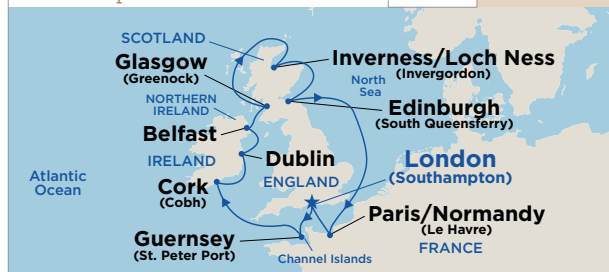 SCOTLAND
Glasgow
(Greenock)
Inverness/Loch Ness
(Invergordon)
North
Sea
NORTHERN
IRELAND
Edinburgh
(South Queensferry)
Belfast
Dublin
IRELAND
London
(Southampton)
ENGLAND
Atlantic
Ocean
Cork
(Cobh)
Paris/Normandy
(Le Havre)
Guernsey
(St. Peter Port)
FRANCE
Channel Islands